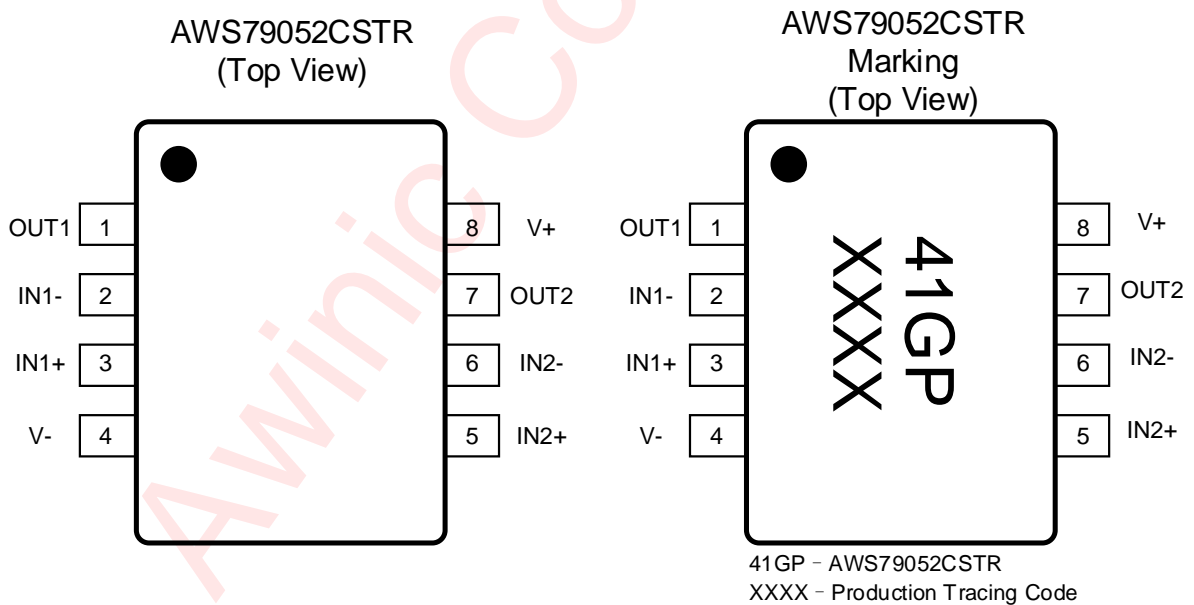 AWS79052CSTR
(Top View)
OUT1 1
IN1- 2
IN1+ 3
V- 4
8 V+
7 OUT2
6 IN2-
5 IN2+
AWS79052CSTR
Marking
(Top View)
OUT1 1
IN1- 2
IN1+ 3
V- 4
41GP
XXXX
8 V+
7 OUT2
6 IN2-
5 IN2+
41GP - AWS79052CSTR
XXXX - Production Tracing Code
Awinic Co